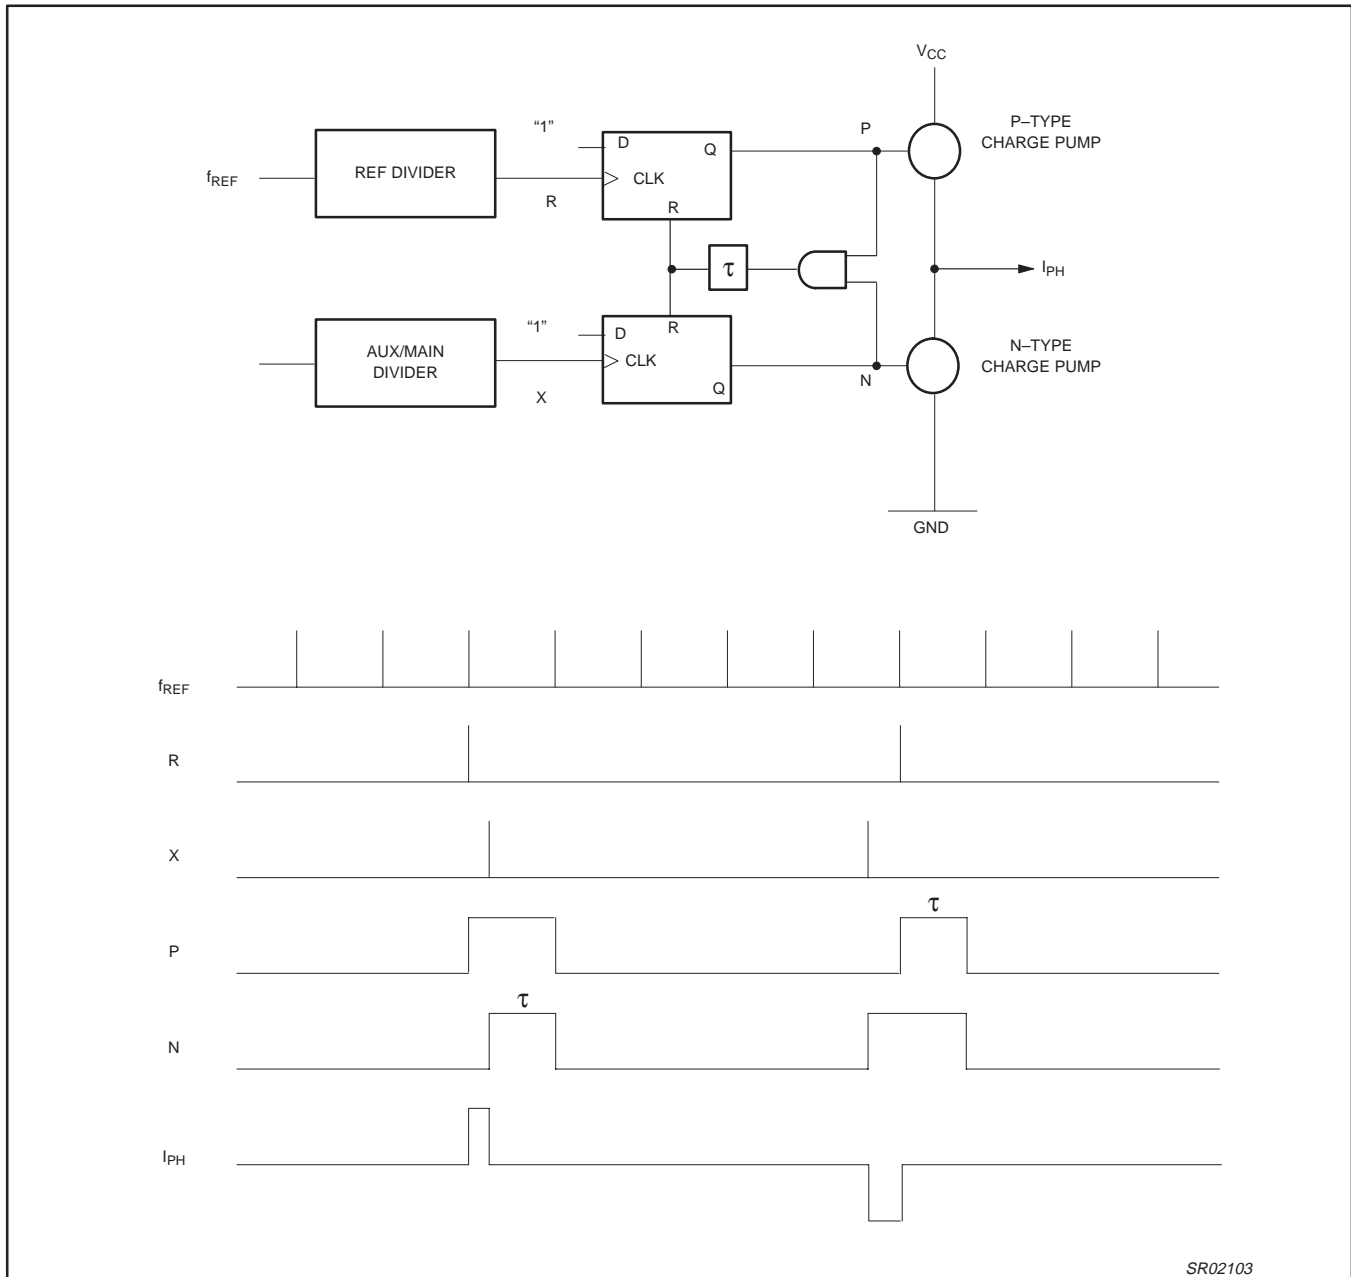 VCC
P–TYPE
CHARGE PUMP
P
"1"
D
Q
fREF
REF DIVIDER
CLK
R
R
τ
IPH
"1"
D
R
AUX/MAIN
DIVIDER
CLK
N–TYPE
CHARGE PUMP
Q
N
X
GND
fREF
R
X
τ
P
τ
N
IPH
SR02103